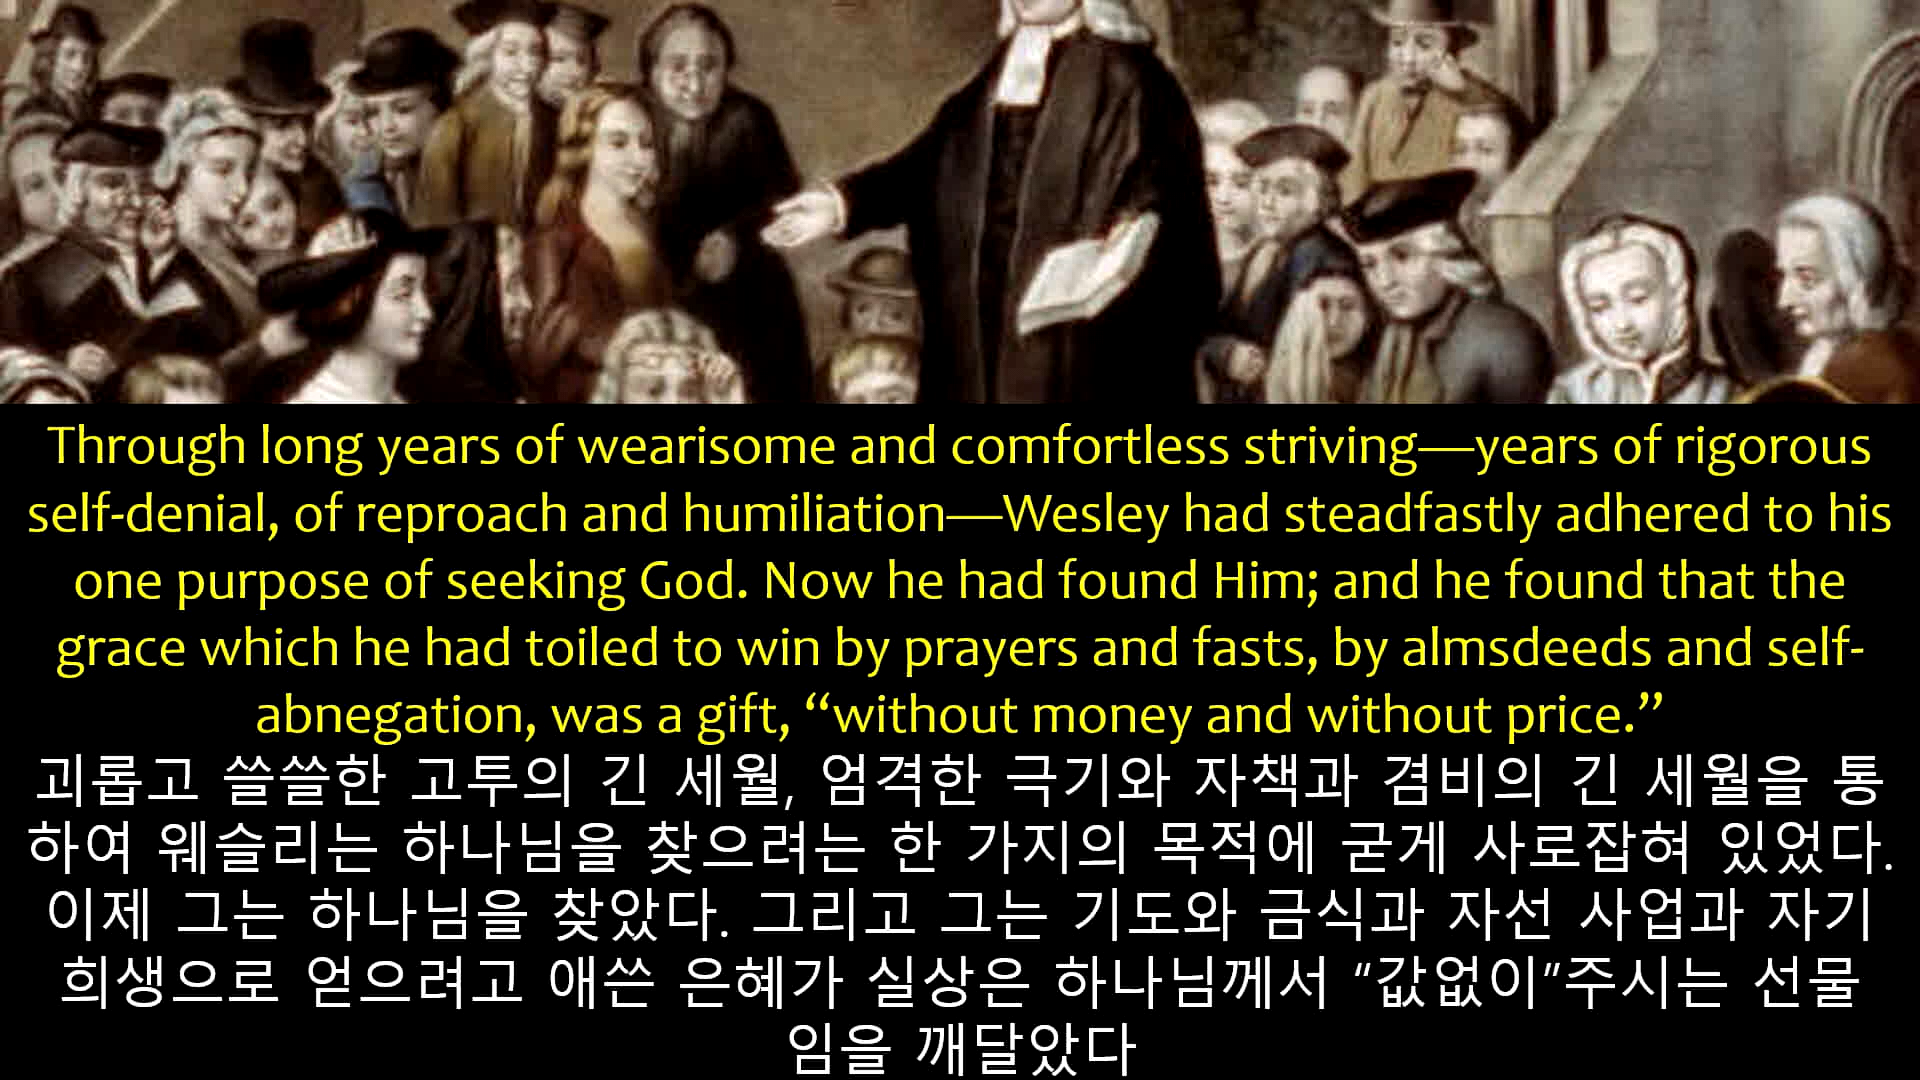 Through long years of wearisome and comfortless striving—years of rigorous
self-denial, of reproach and humiliation—Wesley had steadfastly adhered to his
one purpose of seeking God. Now he had found Him; and he found that the
grace which he had toiled to win by prayers and fasts, by almsdeeds and self-
abnegation, was a gift, “without money and without price.”
괴롭고 쓸쓸한 고투의 긴 세월, 엄격한 극기와 자책과 겸비의 긴 세월을 통
하여 웨슬리는 하나님을 찾으려는 한 가지의 목적에 굳게 사로잡혀 있었다.
이제 그는 하나님을 찾았다. 그리고 그는 기도와 금식과 자선 사업과 자기
희생으로 얻으려고 애쓴 은혜가 실상은 하나님께서 “값없이”주시는 선물
임을 깨달았다